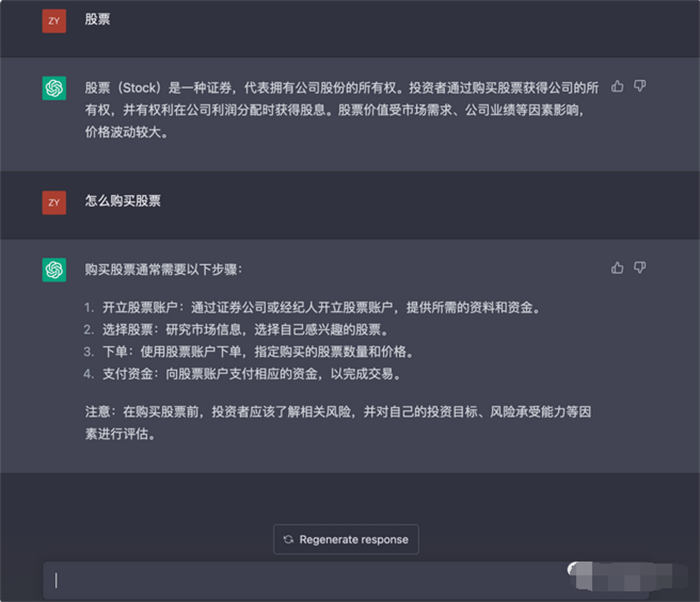 ZY
股票
股票（Stock）是一种证券，代表拥有公司股份的所有权。投资者通过购买股票获得公司的所
有权，并有权利在公司利润分配时获得股息。股票价值受市场需求、公司业绩等因素影响，
价格波动较大。
ZY
怎么购买股票
购买股票通常需要以下步骤：
1. 开立股票账户：通过证券公司或经纪人开立股票账户，提供所需的资料和资金。
2. 选择股票：研究市场信息，选择自己感兴趣的股票。
3. 下单：使用股票账户下单，指定购买的股票数量和价格。
4. 支付资金：向股票账户支付相应的资金，以完成交易。
注意：在购买股票前，投资者应该了解相关风险，并对自己的投资目标、风险承受能力等因
素进行评估。
Regenerate response